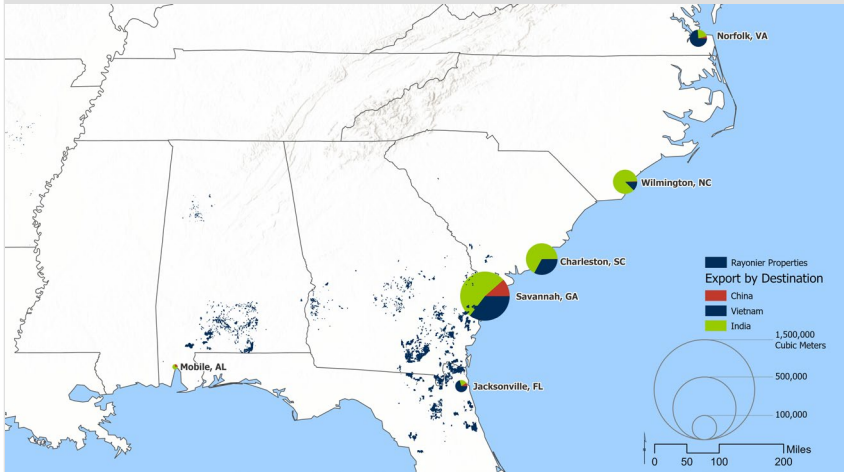 Norfolk, VA
Wilmington, NC
Charleston, SC
Savannah, GA
Mobile, AL
Jacksonville, FL
Rayonier Properties
Export by Destination
China
Vietnam
India
1,500,000
Cubic Meters
500,000
100,000
Miles
0 50 100 200